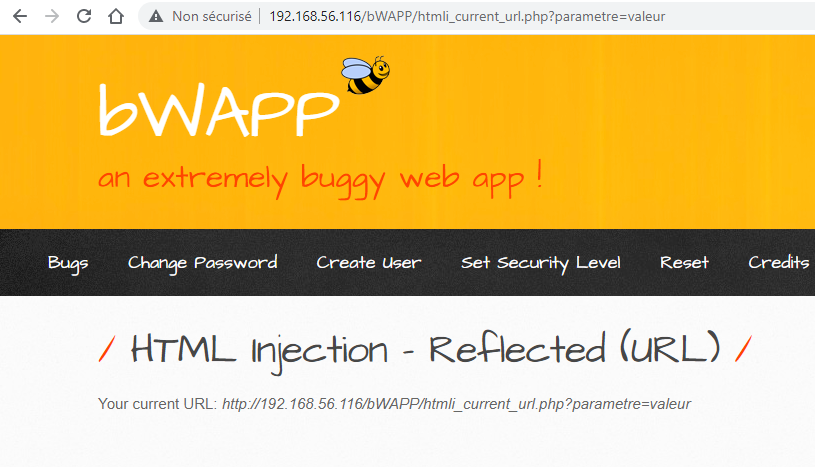 Non sécurisé | 192.168.56.116/bWAPP/htmli_current_url.php?parametre=valeur
bWAPP
an extremely buggy web app !
Bugs Change Password Create User Set Security Level Reset Credits
/ HTML Injection - Reflected (URL) /
Your current URL: http://192.168.56.116/bWAPP/htmli_current_url.php?parametre=valeur